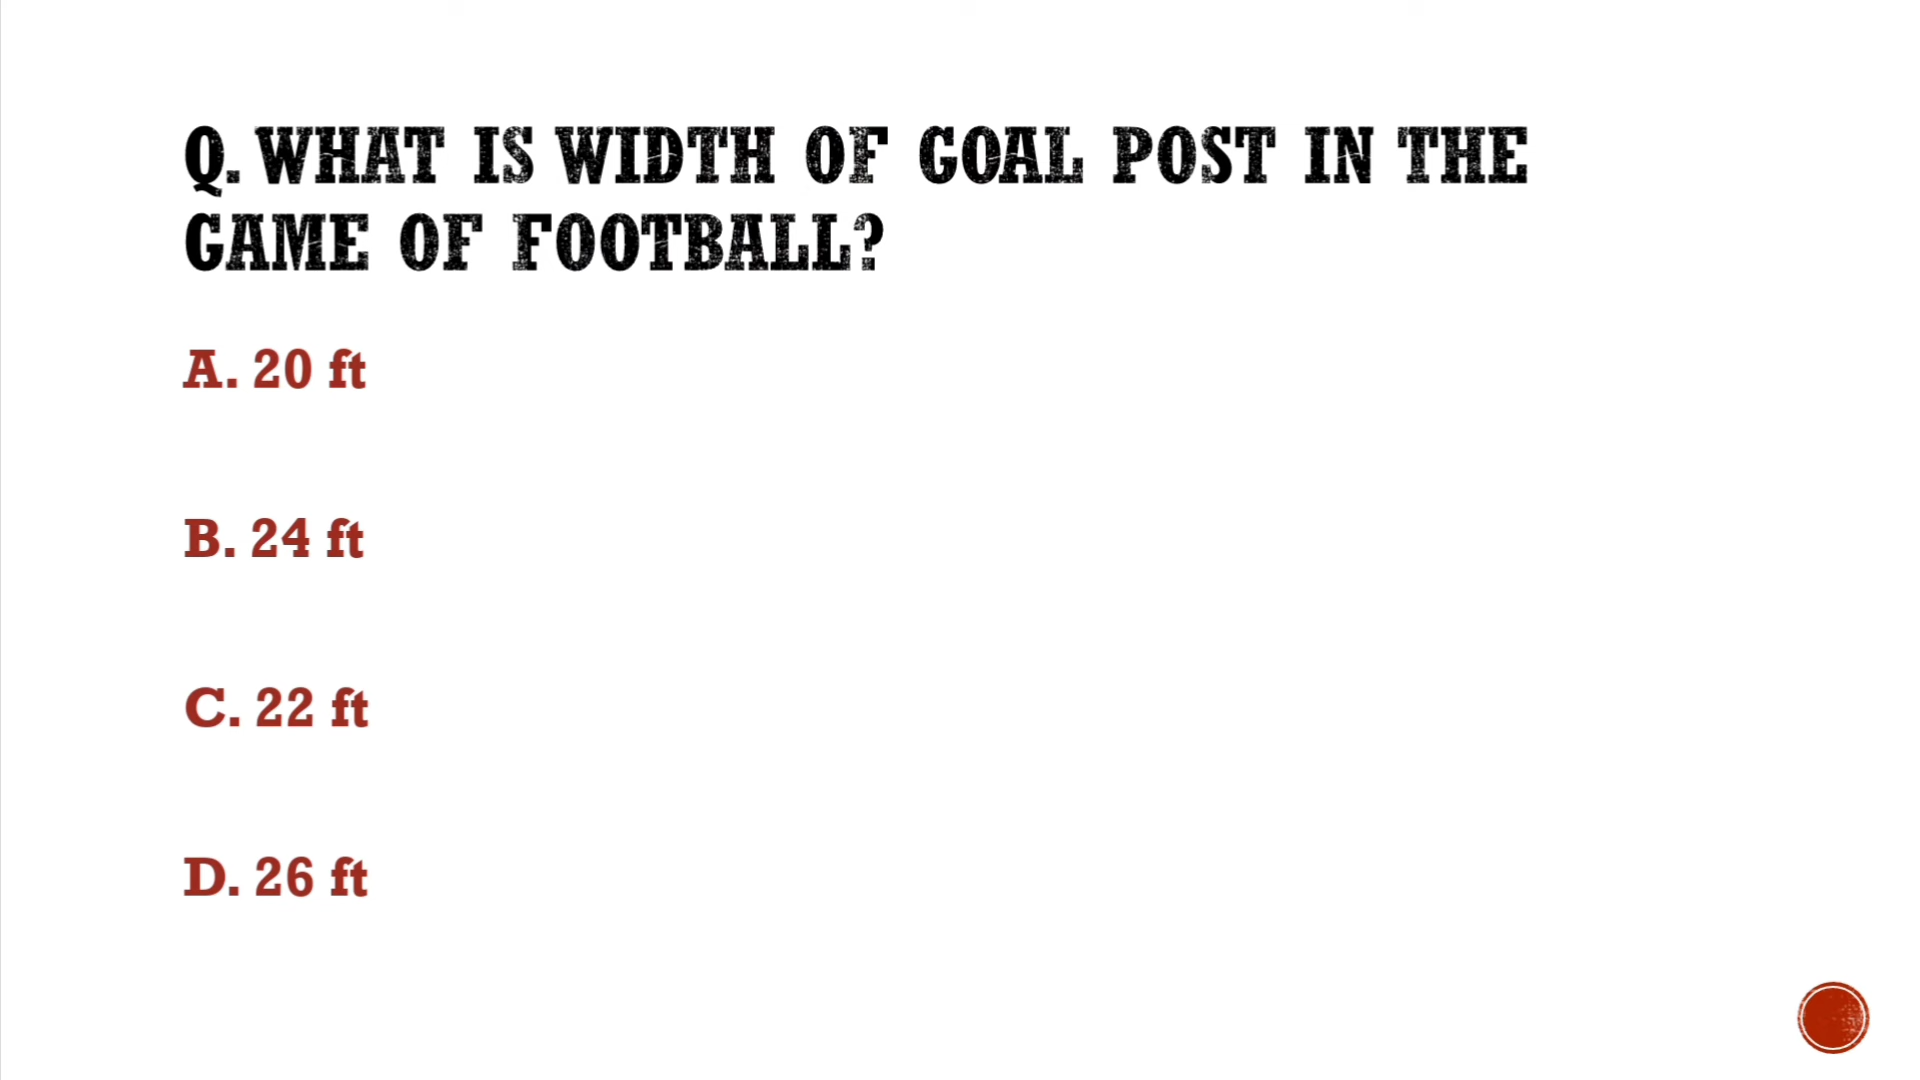 Q. WHAT IS WIDTH OF GOAL POST IN THE
GAME OF FOOTBALL?
A. 20 ft
B. 24 ft
C. 22 ft
D. 26 ft